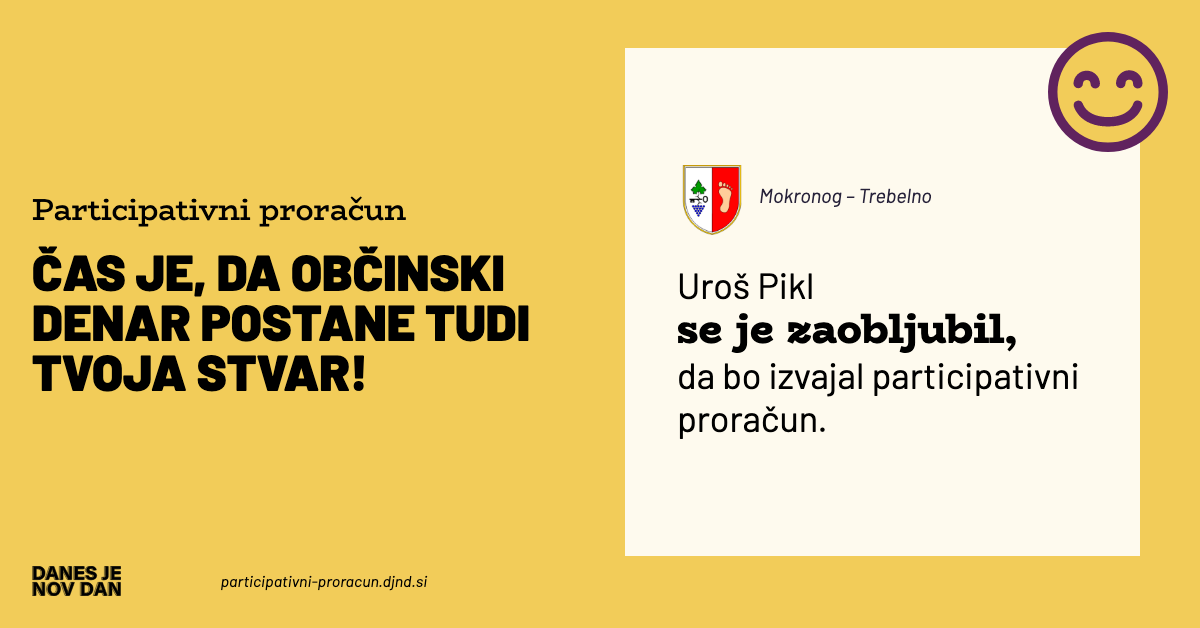 Participativni proračun
ČAS JE, DA OBČINSKI
DENAR POSTANE TUDI
TVOJA STVAR!
DANES JE
NOV DAN
participativni-proracun.djnd.si
Mokronog – Trebelno
Uroš Pikl
se je zaobljubil,
da bo izvajal participativni
proračun.